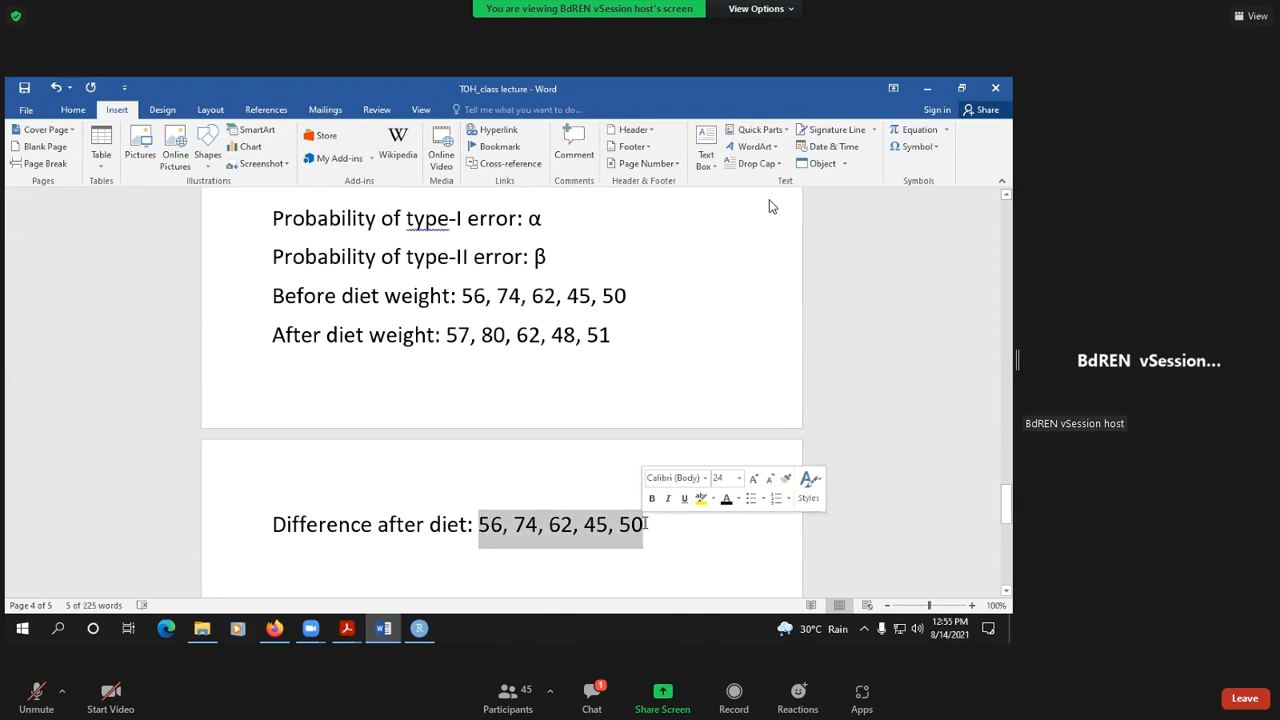 You are viewing BdREN vSession host's screen
View Options
View
TOH_class lecture - Word
File Home Insert Design Layout References Mailings Review View Tell me what you want to do...
Sign in Share
Cover Page
Blank Page
Page Break
Pages
Table
Tables
Pictures
Online Pictures
Shapes
SmartArt
Chart
Screenshot
Illustrations
Store
My Add-ins
Wikipedia
Add-ins
Online Video
Media
Hyperlink
Bookmark
Cross-reference
Links
Comment
Comments
Header
Footer
Page Number
Header & Footer
Text Box
Quick Parts
WordArt
Drop Cap
Signature Line
Date & Time
Object
Text
Equation
Symbol
Symbols
Probability of type-I error: α
Probability of type-II error: β
Before diet weight: 56, 74, 62, 45, 50
After diet weight: 57, 80, 62, 48, 51
Calibri (Body) 24
B I U Styles
Difference after diet: 56, 74, 62, 45, 50
BdREN vSession...
BdREN vSession host
Page 4 of 5 5 of 225 words
100%
30°C Rain
12:55 PM
8/14/2021
Unmute
Start Video
45
Participants
1
Chat
Share Screen
Record
Reactions
Apps
Leave